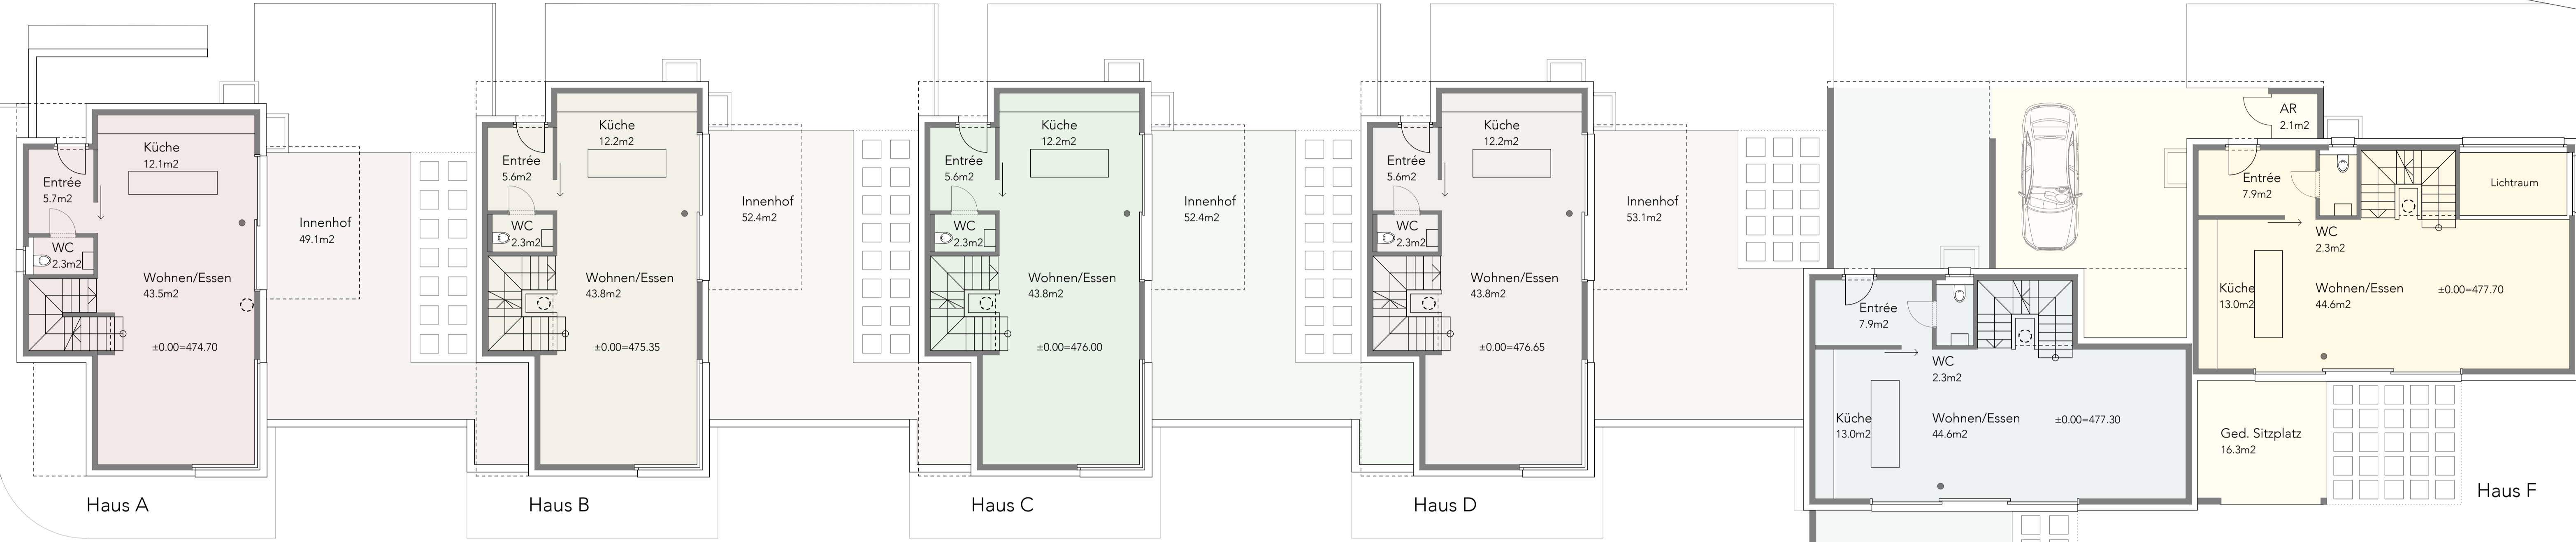 Küche
12.1m2
Entrée
5.7m2
WC
2.3m2
Wohnen/Essen
43.5m2
±0.00=474.70
Innenhof
49.1m2
Haus A
Küche
12.2m2
Entrée
5.6m2
WC
2.3m2
Wohnen/Essen
43.8m2
±0.00=475.35
Innenhof
52.4m2
Haus B
Küche
12.2m2
Entrée
5.6m2
WC
2.3m2
Wohnen/Essen
43.8m2
±0.00=476.00
Innenhof
52.4m2
Haus C
Küche
12.2m2
Entrée
5.6m2
WC
2.3m2
Wohnen/Essen
43.8m2
±0.00=476.65
Innenhof
53.1m2
Haus D
Entrée
7.9m2
WC
2.3m2
Küche
13.0m2
Wohnen/Essen
44.6m2
±0.00=477.30
AR
2.1m2
Entrée
7.9m2
Lichtraum
WC
2.3m2
Küche
13.0m2
Wohnen/Essen
44.6m2
±0.00=477.70
Ged. Sitzplatz
16.3m2
Haus F